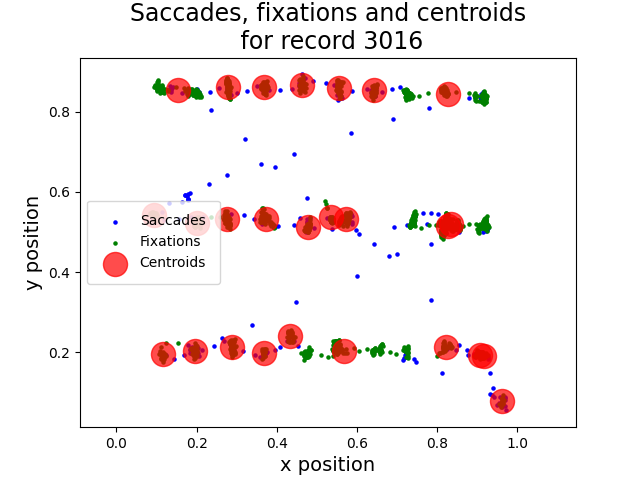 Saccades, fixations and centroids
for record 3016
y position
0.8
0.6
0.4
0.2
Saccades
Fixations
Centroids
0.0 0.2 0.4 0.6 0.8 1.0
x position